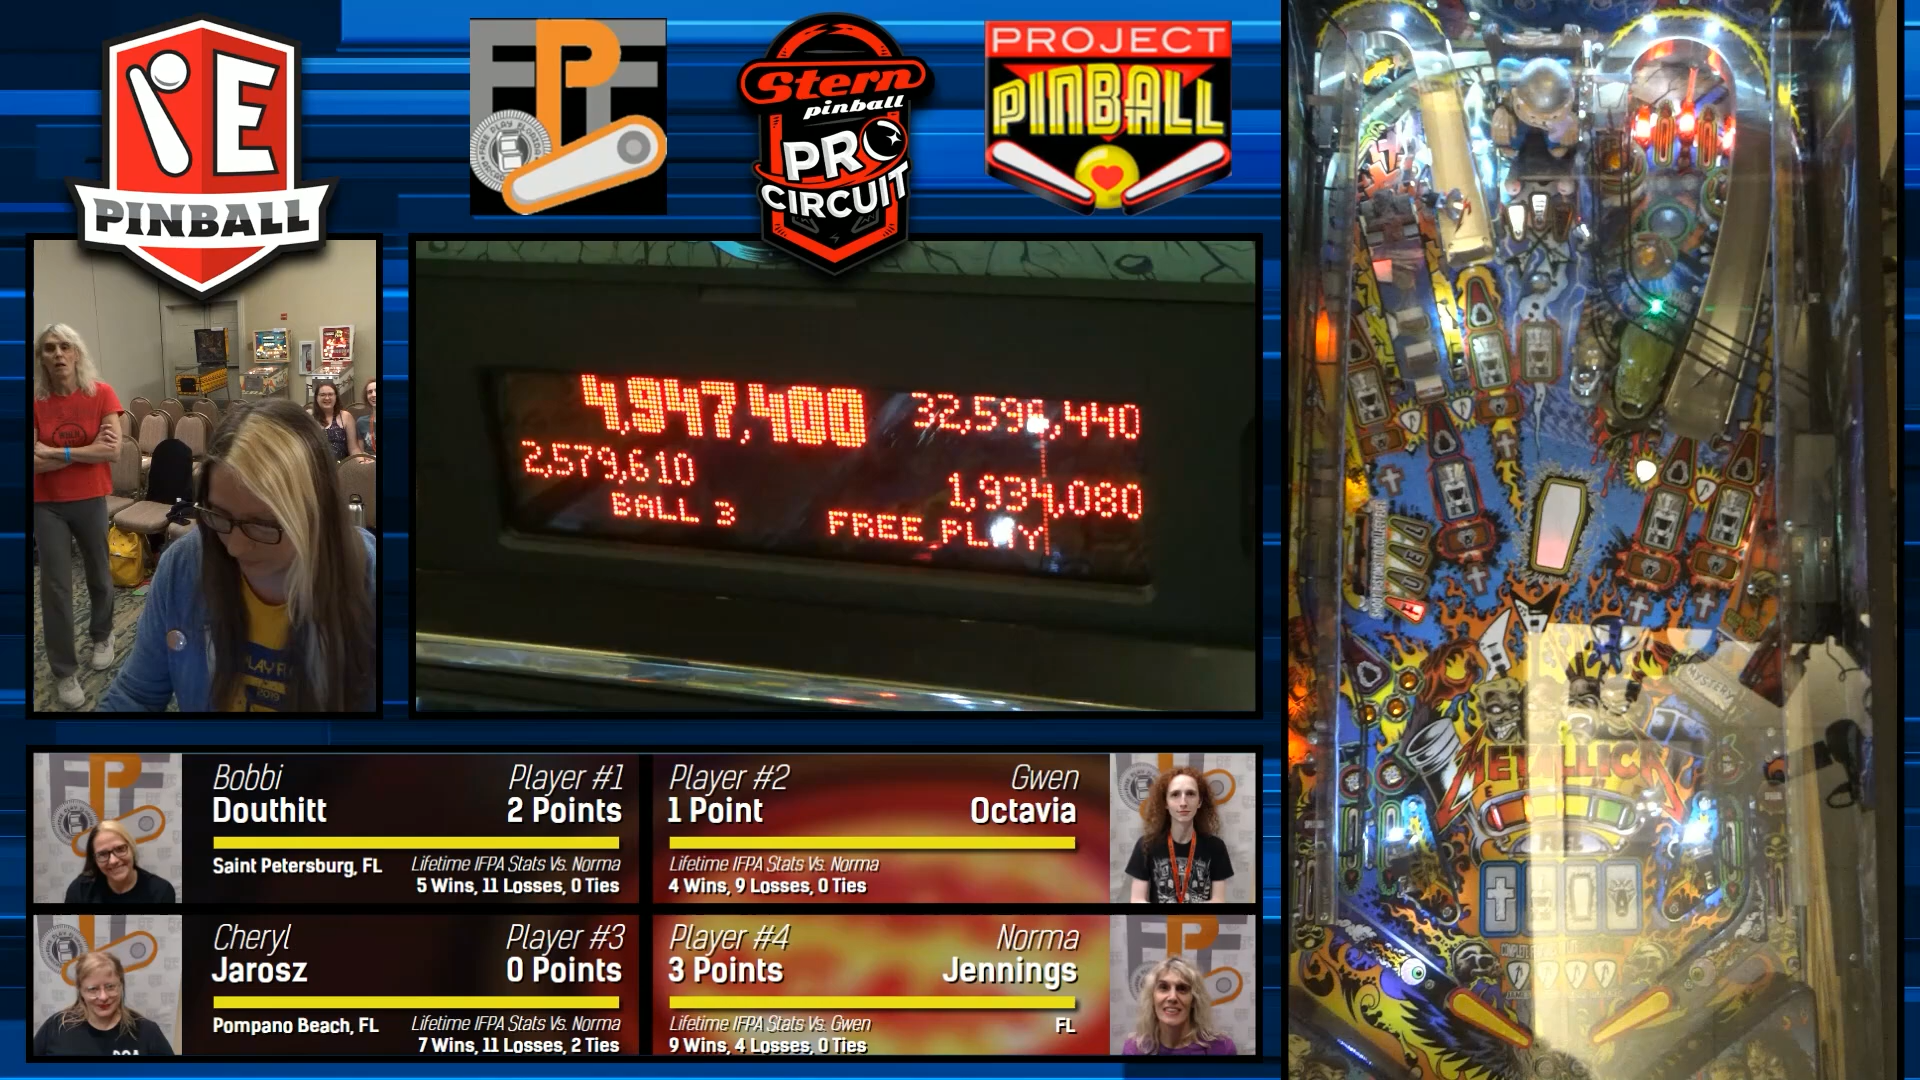 E
PINBALL
FPF
Stern
pinball
PRO
CIRCUIT
PROJECT
PINBALL
4,947,400
2,579,610
1,934,080
BALL 3
FREE PLAY
Bobbi
Player #1
Douthitt
2 Points
Saint Petersburg, FL
Lifetime IFPA Stats Vs. Norma
5 Wins, 11 Losses, 0 Ties
Player #2
Gwen
1 Point
Octavia
Lifetime IFPA Stats Vs. Norma
4 Wins, 9 Losses, 0 Ties
Cheryl
Player #3
Jarosz
0 Points
Pompano Beach, FL
Lifetime IFPA Stats Vs. Norma
7 Wins, 11 Losses, 2 Ties
Player #4
Norma
3 Points
Jennings
Lifetime IFPA Stats Vs. Gwen
FL
9 Wins, 4 Losses, 0 Ties
MYSTERY
METALLICA